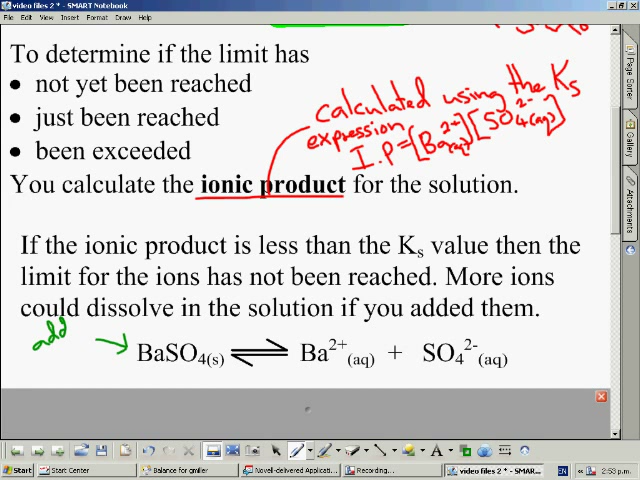 video files 2 * - SMART Notebook
File Edit View Insert Format Draw Help
To determine if the limit has
• not yet been reached
• just been reached
• been exceeded
calculated using the Ks
expression
I.P=[Ba2+(aq)][SO42-(aq)]
You calculate the ionic product for the solution.
If the ionic product is less than the Ks value then the
limit for the ions has not been reached. More ions
could dissolve in the solution if you added them.
add →
BaSO4(s) ⇌ Ba2+(aq) + SO42-(aq)
Page Sorter
Gallery
Attachments
Start Start Center Balance for gmiller Novell-delivered Applicati... Recording... video files 2 * - SM... EN 2:53 p.m.